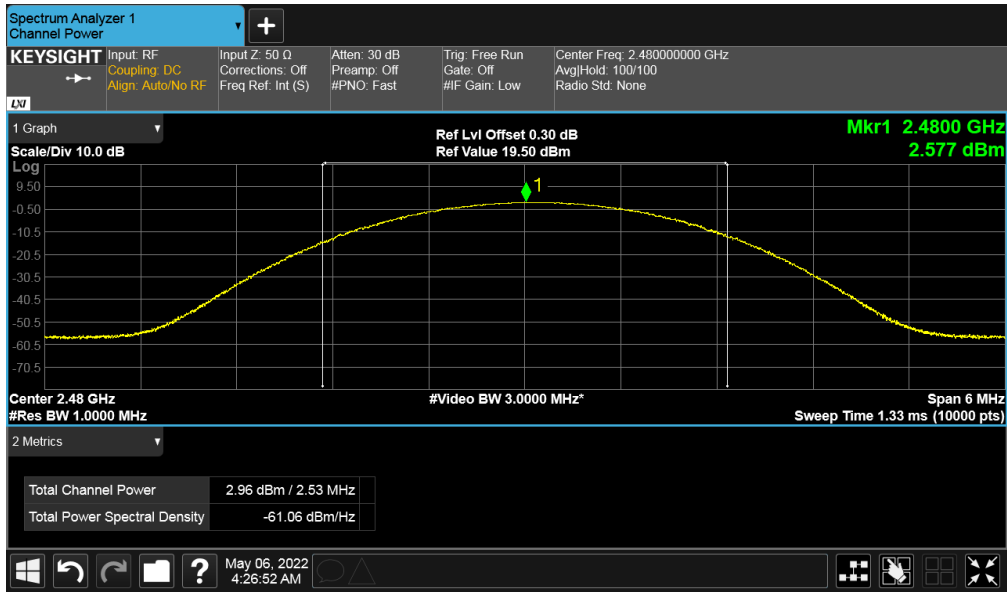 Spectrum Analyzer 1
Channel Power
+
KEYSIGHT
LXI
Input: RF
Coupling: DC
Align: Auto/No RF
Input Z: 50 Ω
Corrections: Off
Freq Ref: Int (S)
Atten: 30 dB
Preamp: Off
#PNO: Fast
Trig: Free Run
Gate: Off
#IF Gain: Low
Center Freq: 2.480000000 GHz
Avg|Hold: 100/100
Radio Std: None
1 Graph
Scale/Div 10.0 dB
Log
Ref Lvl Offset 0.30 dB
Ref Value 19.50 dBm
Mkr1 2.4800 GHz
2.577 dBm
1
9.50
-0.50
-10.5
-20.5
-30.5
-40.5
-50.5
-60.5
-70.5
Center 2.48 GHz
#Res BW 1.0000 MHz
#Video BW 3.0000 MHz*
Span 6 MHz
Sweep Time 1.33 ms (10000 pts)
2 Metrics
Total Channel Power 2.96 dBm / 2.53 MHz
Total Power Spectral Density -61.06 dBm/Hz
?
May 06, 2022
4:26:52 AM